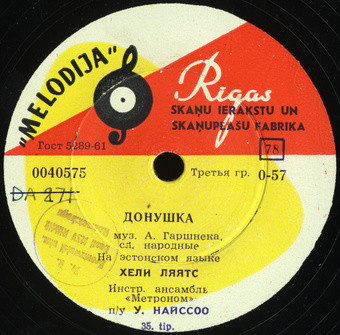 "MELODIJA"
Rigas
SKAŅU IERAKSTU UN
SKAŅUPLAŠU FABRIKA
Гост 5289-61
78
0040575
Третья гр. 0-57
DA 271
ДОНУШКА
муз. А. Гаршнека,
сл. народные
На эстонском языке
ХЕЛИ ЛЯЯТС
Инстр. ансамбль
«Метроном»
п/у У. НАЙССОО
35. tip.